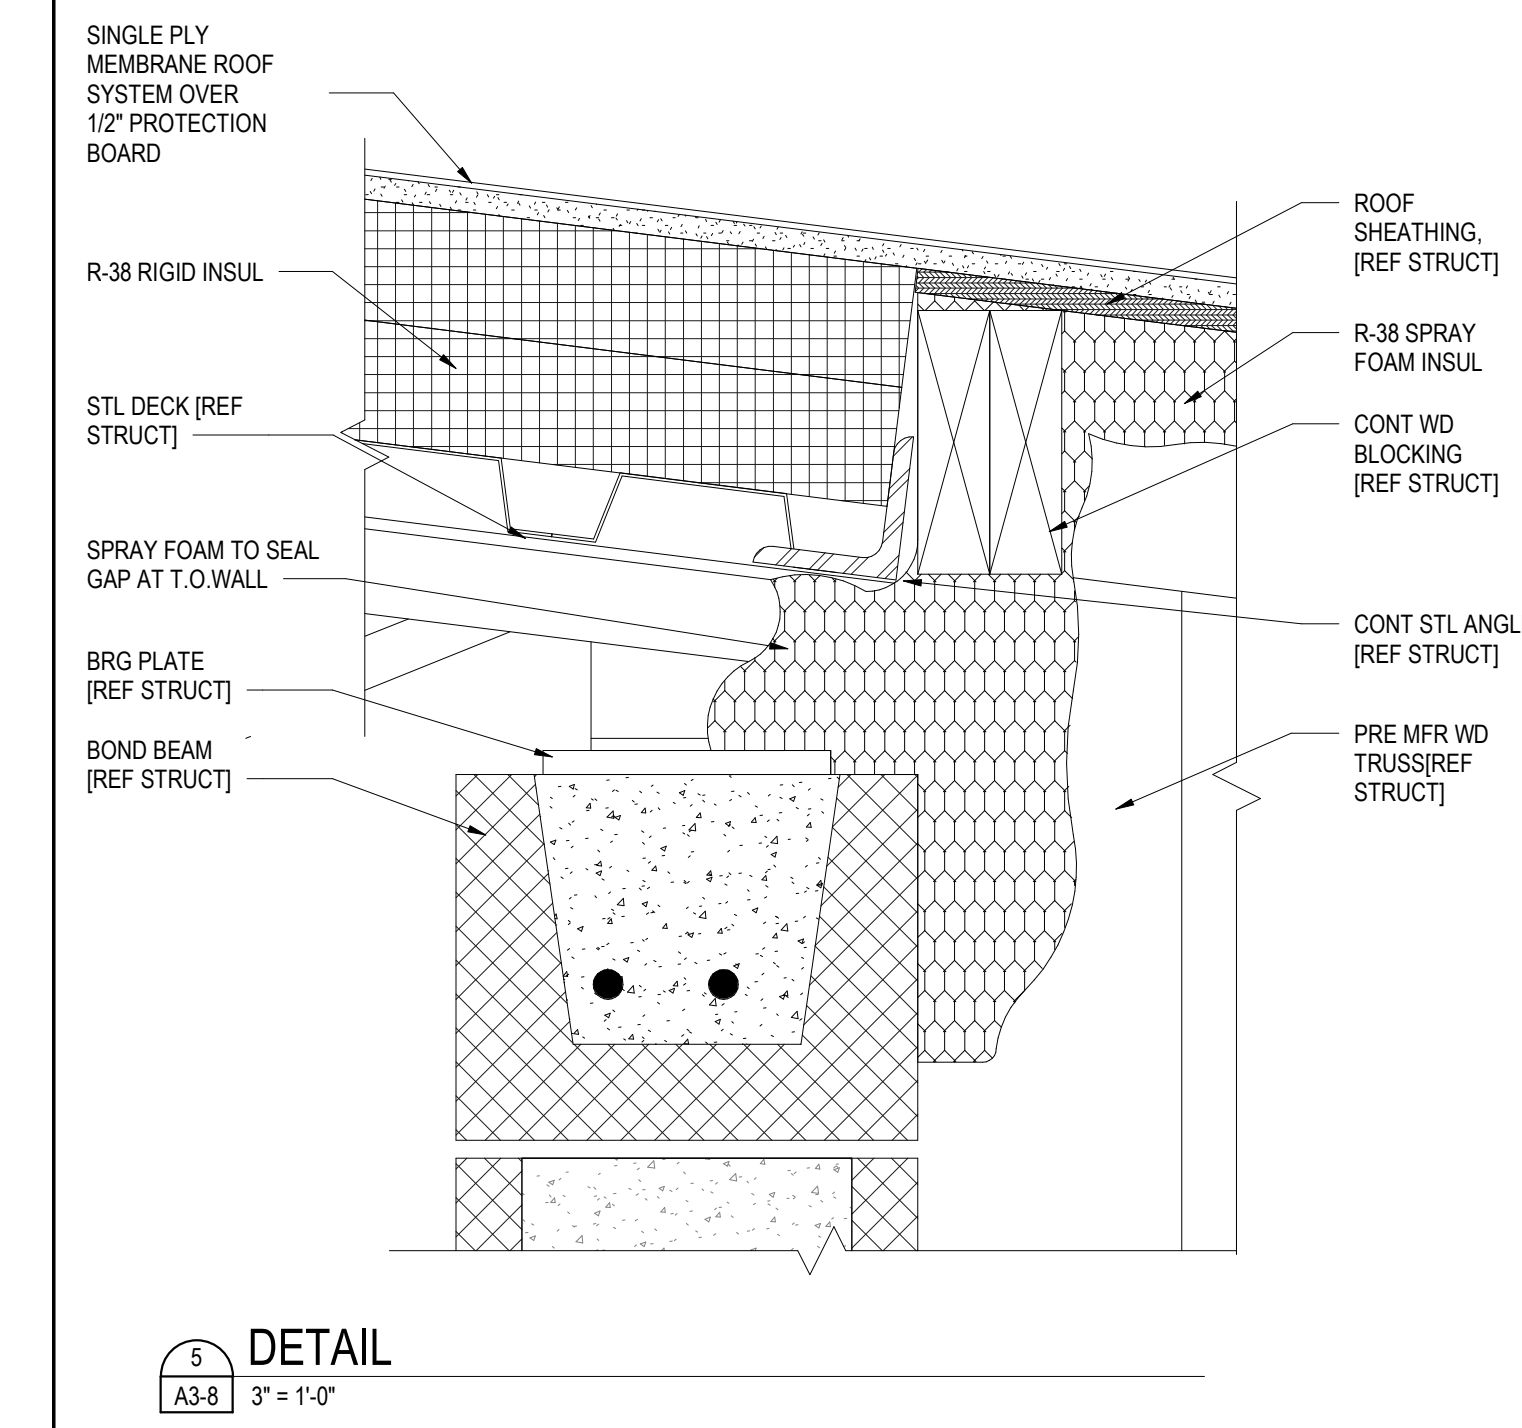 SINGLE PLY
MEMBRANE ROOF
SYSTEM OVER
1/2" PROTECTION
BOARD
R-38 RIGID INSUL
STL DECK [REF
STRUCT]
SPRAY FOAM TO SEAL
GAP AT T.O.WALL
BRG PLATE
[REF STRUCT]
BOND BEAM
[REF STRUCT]
ROOF
SHEATHING,
[REF STRUCT]
R-38 SPRAY
FOAM INSUL
CONT WD
BLOCKING
[REF STRUCT]
CONT STL ANGL
[REF STRUCT]
PRE MFR WD
TRUSS[REF
STRUCT]
5
DETAIL
A3-8
3" = 1'-0"